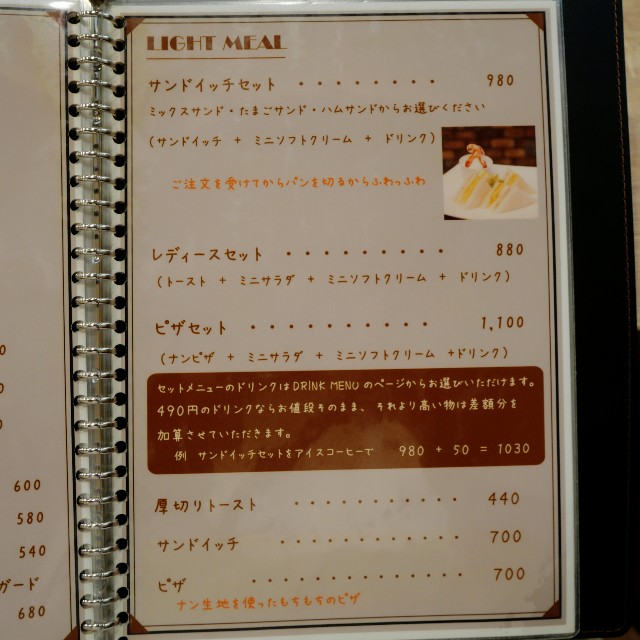 LIGHT MEAL
サンドイッチセット ・・・・・・・・ 980
ミックスサンド・たまごサンド・ハムサンドからお選びください
(サンドイッチ + ミニソフトクリーム + ドリンク)
ご注文を受けてからパンを切るからふわっふわ
レディースセット ・・・・・・・・・ 880
(トースト + ミニサラダ + ミニソフトクリーム + ドリンク)
ピザセット ・・・・・・・・・・ 1,100
(ナンピザ + ミニサラダ + ミニソフトクリーム +ドリンク)
セットメニューのドリンクはDRINK MENUのページからお選びいただけます。
490円のドリンクならお値段そのまま、それより高い物は差額分を
加算させていただきます。
例 サンドイッチセットをアイスコーヒーで 980 + 50 = 1030
厚切りトースト ・・・・・・・・・・・ 440
サンドイッチ ・・・・・・・・・・ 700
ピザ ・・・・・・・・・・・・ 700
ナン生地を使ったもちもちのピザ
600
580
540
ガード
680